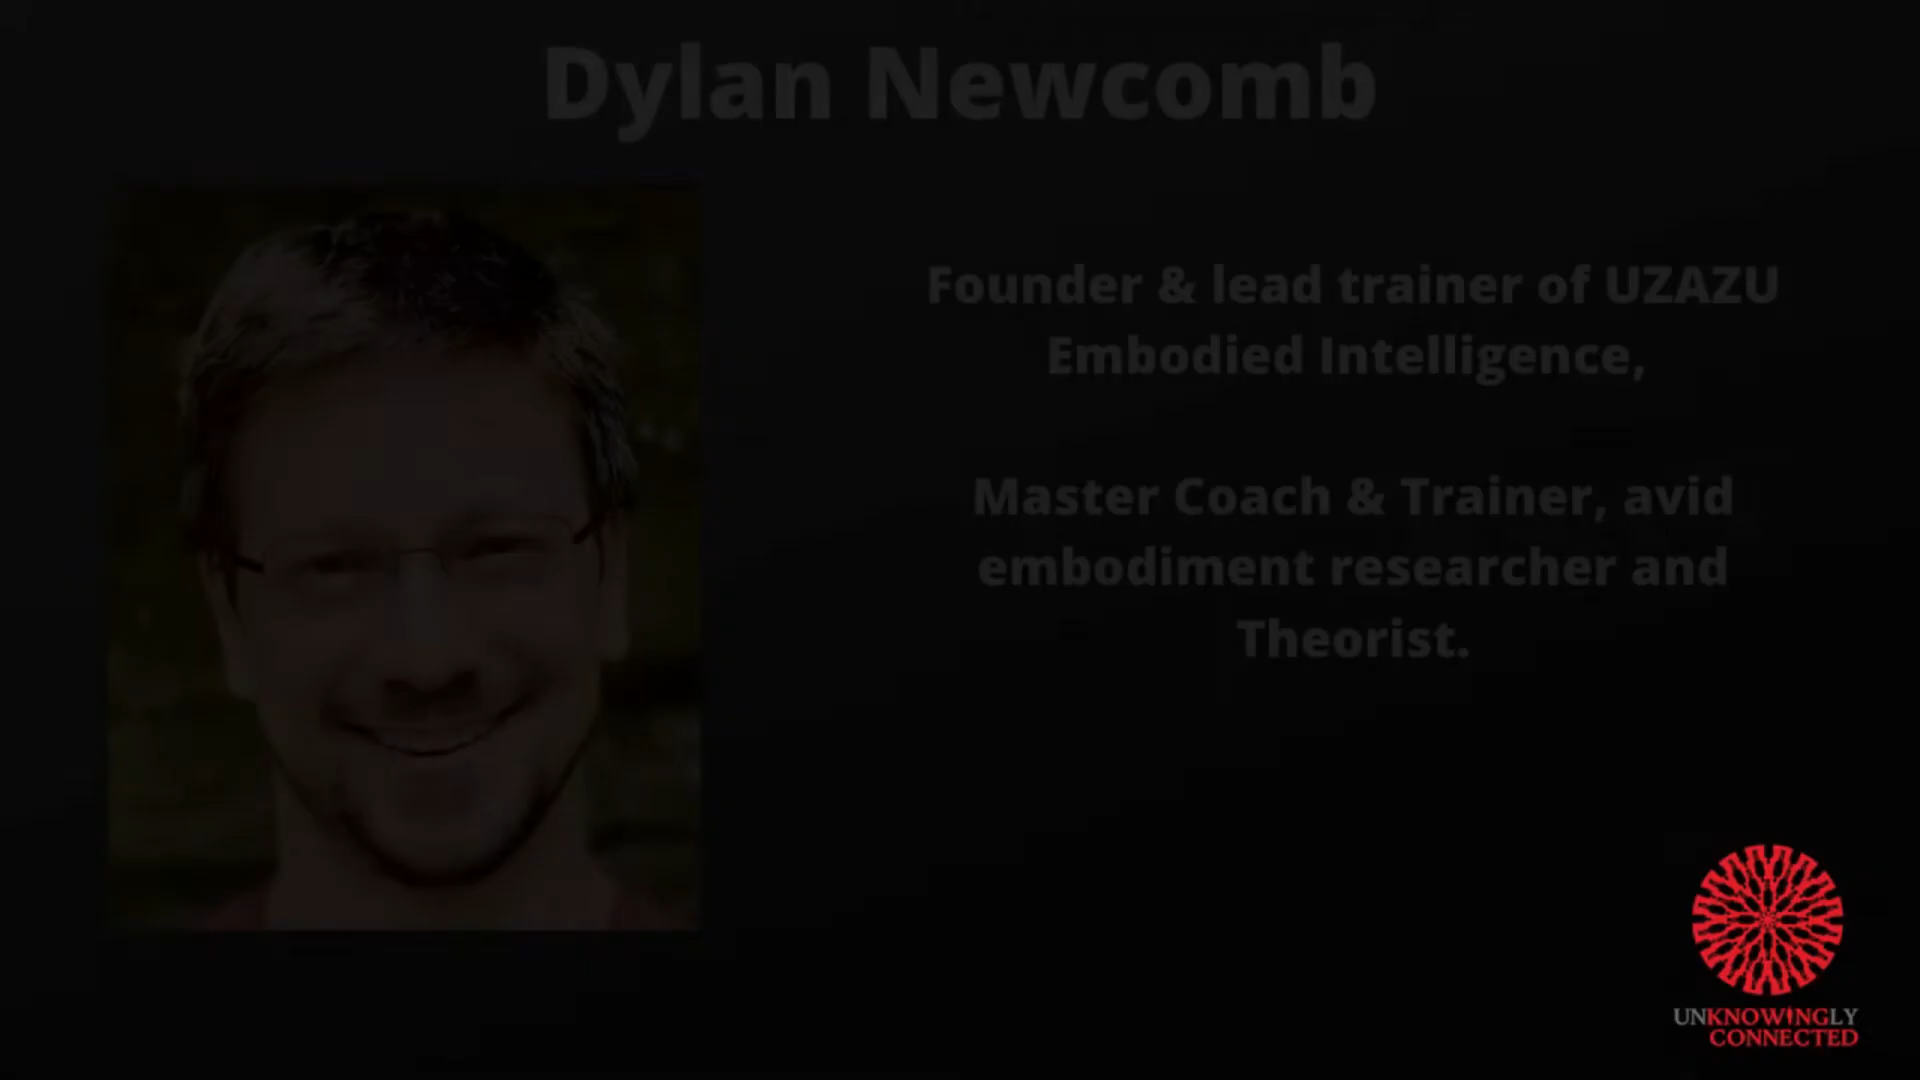 Dylan Newcomb
Founder & lead trainer of UZAZU
Embodied Intelligence,
Master Coach & Trainer, avid
embodiment researcher and
Theorist.
UNKNOWINGLY
CONNECTED